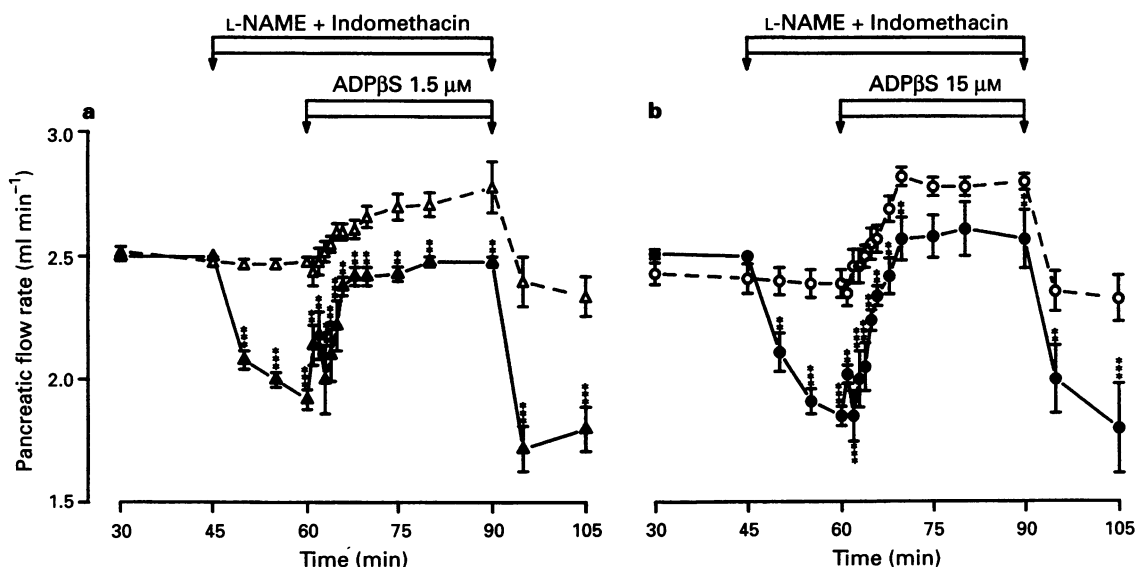 L-NAME + Indomethacin
ADPβS 1.5 μM
a
3.0
2.5
2.0
1.5
Pancreatic flow rate (ml min⁻¹)
30 45 60 75 90 105
Time (min)
L-NAME + Indomethacin
ADPβS 15 μM
b
30 45 60 75 90 105
Time (min)